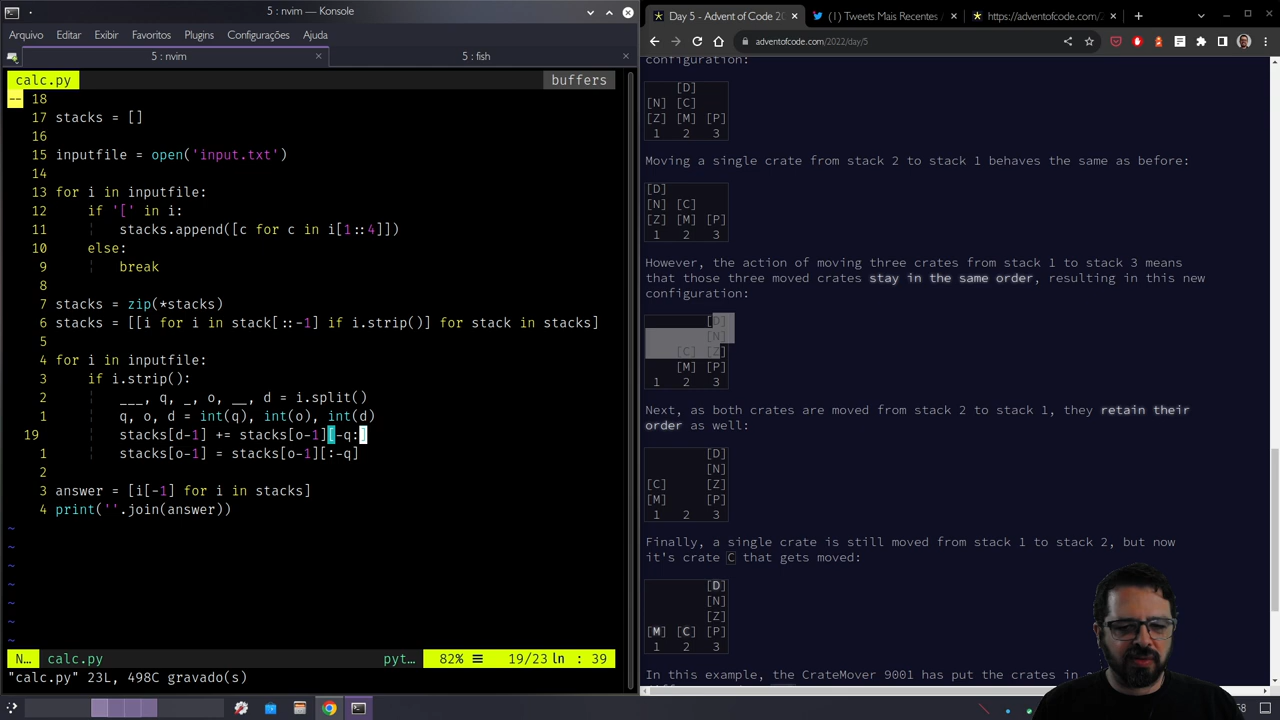 5 : nvim — Konsole
Arquivo Editar Exibir Favoritos Plugins Configurações Ajuda
5 : nvim
5 : fish
calc.py
buffers
-- 18
17 stacks = []
16
15 inputfile = open('input.txt')
14
13 for i in inputfile:
12 if '[' in i:
11 stacks.append([c for c in i[1::4]])
10 else:
9 break
8
7 stacks = zip(*stacks)
6 stacks = [[i for i in stack[::-1] if i.strip()] for stack in stacks]
5
4 for i in inputfile:
3 if i.strip():
2 ___, q, _, o, __, d = i.split()
1 q, o, d = int(q), int(o), int(d)
19 stacks[d-1] += stacks[o-1][-q:]
1 stacks[o-1] = stacks[o-1][:-q]
2
3 answer = [i[-1] for i in stacks]
4 print(''.join(answer))
~
~
~
~
~
~
~
N… calc.py pyt… 82% ☰ 19/23 ln : 39
"calc.py" 23L, 498C gravado(s)
Day 5 - Advent of Code 20
(1) Tweets Mais Recentes /
https://adventofcode.com/
adventofcode.com/2022/day/5
configuration:
[D]
[N] [C]
[Z] [M] [P]
1 2 3
Moving a single crate from stack 2 to stack 1 behaves the same as before:
[D]
[N] [C]
[Z] [M] [P]
1 2 3
However, the action of moving three crates from stack 1 to stack 3 means
that those three moved crates stay in the same order, resulting in this new
configuration:
[D]
[N]
[C] [Z]
[M] [P]
1 2 3
Next, as both crates are moved from stack 2 to stack 1, they retain their
order as well:
[D]
[N]
[C] [Z]
[M] [P]
1 2 3
Finally, a single crate is still moved from stack 1 to stack 2, but now
it's crate C that gets moved:
[D]
[N]
[Z]
[M] [C] [P]
1 2 3
In this example, the CrateMover 9001 has put the crates in a